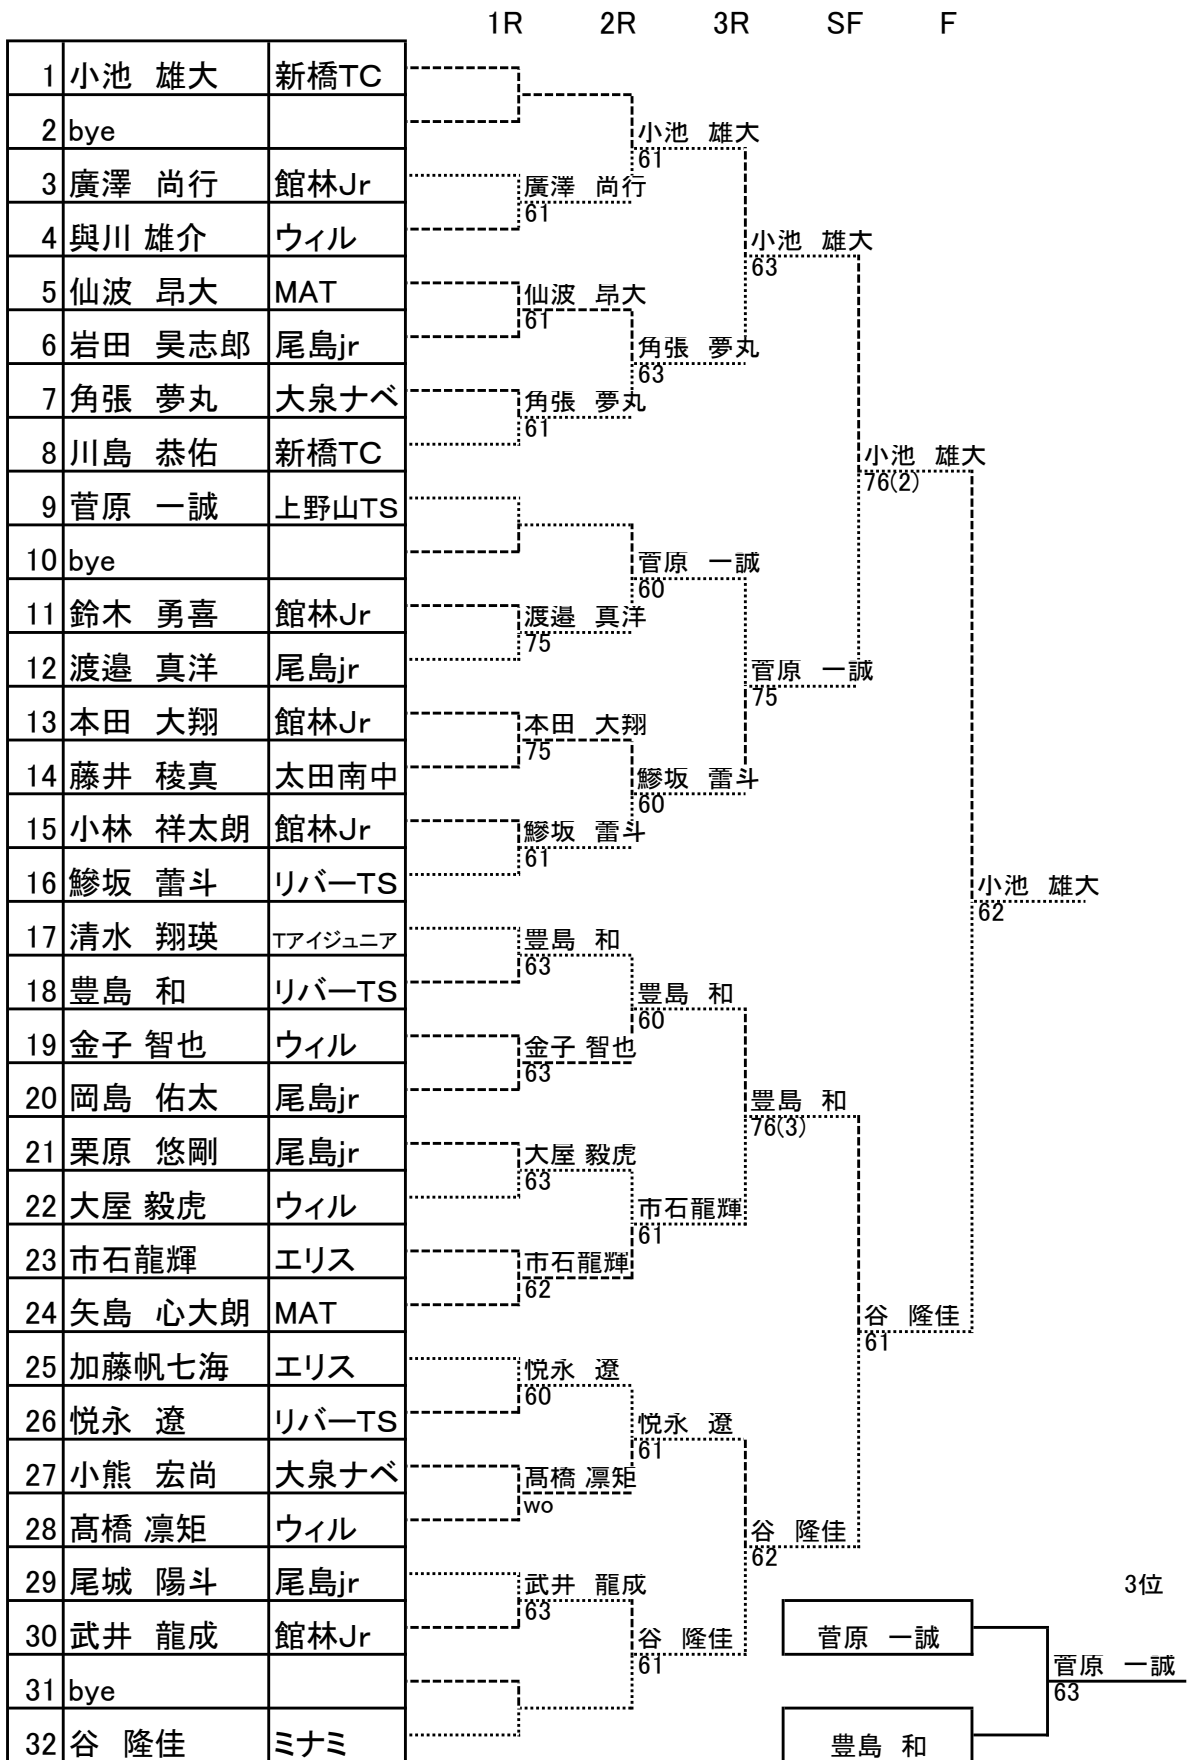 1R 2R 3R SF F
1 小池 雄大 新橋TC
2 bye
小池 雄大
61
3 廣澤 尚行 館林Jr
廣澤 尚行
61
4 與川 雄介 ウィル
小池 雄大
63
5 仙波 昂大 MAT
仙波 昂大
61
6 岩田 昊志郎 尾島jr
角張 夢丸
63
7 角張 夢丸 大泉ナベ
角張 夢丸
61
8 川島 恭佑 新橋TC
小池 雄大
76(2)
9 菅原 一誠 上野山TS
10 bye
菅原 一誠
60
11 鈴木 勇喜 館林Jr
渡邉 真洋
75
12 渡邉 真洋 尾島jr
菅原 一誠
75
13 本田 大翔 館林Jr
本田 大翔
75
14 藤井 稜真 太田南中
鰺坂 蕾斗
60
15 小林 祥太朗 館林Jr
鰺坂 蕾斗
61
16 鰺坂 蕾斗 リバーTS
小池 雄大
62
17 清水 翔瑛 Tアイジュニア
豊島 和
63
18 豊島 和 リバーTS
豊島 和
60
19 金子 智也 ウィル
金子 智也
63
20 岡島 佑太 尾島jr
豊島 和
76(3)
21 栗原 悠剛 尾島jr
大屋 毅虎
63
22 大屋 毅虎 ウィル
市石龍輝
61
23 市石龍輝 エリス
市石龍輝
62
24 矢島 心大朗 MAT
谷 隆佳
61
25 加藤帆七海 エリス
悦永 遼
60
26 悦永 遼 リバーTS
悦永 遼
61
27 小熊 宏尚 大泉ナベ
髙橋 凛矩
wo
28 髙橋 凛矩 ウィル
谷 隆佳
62
29 尾城 陽斗 尾島jr
武井 龍成
63
3位
30 武井 龍成 館林Jr
谷 隆佳
61
菅原 一誠
31 bye
菅原 一誠
63
32 谷 隆佳 ミナミ
豊島 和